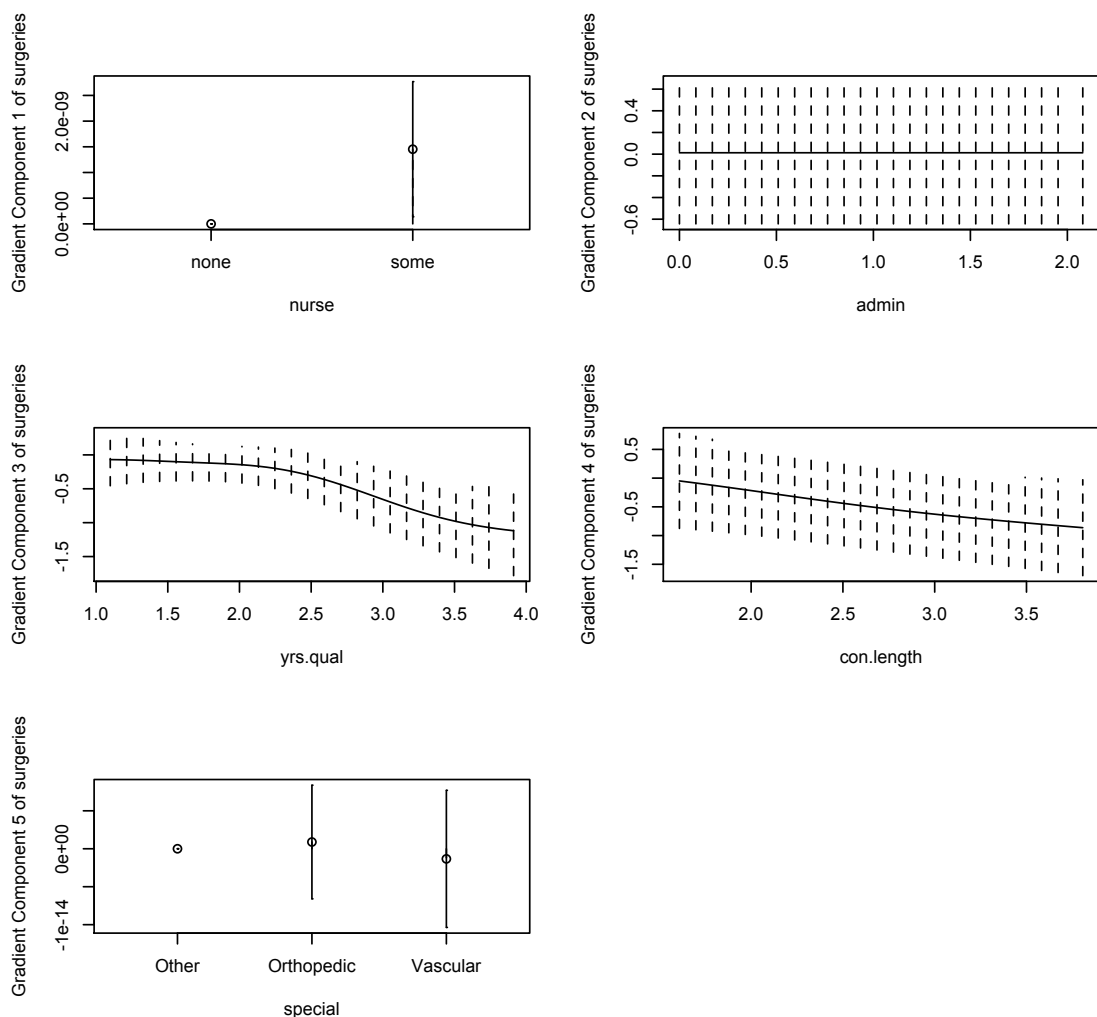 Gradient Component 1 of surgeries
0.0e+00
2.0e-09
none
some
nurse
Gradient Component 2 of surgeries
-0.6
0.0
0.4
0.0
0.5
1.0
1.5
2.0
admin
Gradient Component 3 of surgeries
-1.5
-0.5
1.0
1.5
2.0
2.5
3.0
3.5
4.0
yrs.qual
Gradient Component 4 of surgeries
-1.5
-0.5
0.5
2.0
2.5
3.0
3.5
con.length
Gradient Component 5 of surgeries
-1e-14
0e+00
Other
Orthopedic
Vascular
special